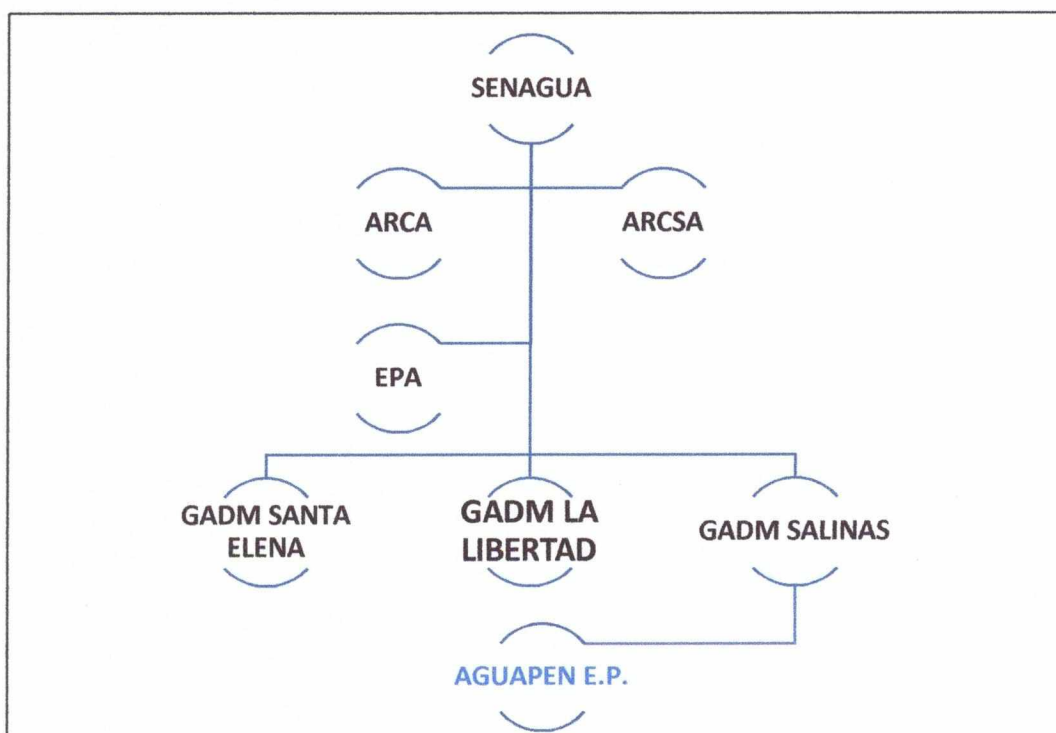 SENAGUA
ARCA
ARCSA
EPA
GADM SANTA
ELENA
GADM LA
LIBERTAD
GADM SALINAS
AGUAPEN E.P.